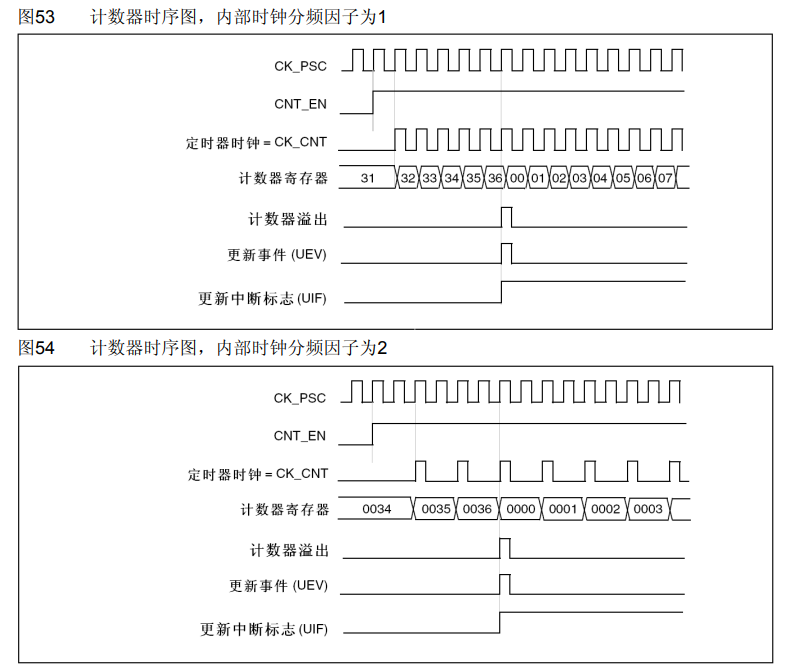 图53 计数器时序图，内部时钟分频因子为1
CK_PSC
CNT_EN
定时器时钟 = CK_CNT
计数器寄存器 31 32 33 34 35 36 00 01 02 03 04 05 06 07
计数器溢出
更新事件 (UEV)
更新中断标志 (UIF)
图54 计数器时序图，内部时钟分频因子为2
CK_PSC
CNT_EN
定时器时钟 = CK_CNT
计数器寄存器 0034 0035 0036 0000 0001 0002 0003
计数器溢出
更新事件 (UEV)
更新中断标志 (UIF)